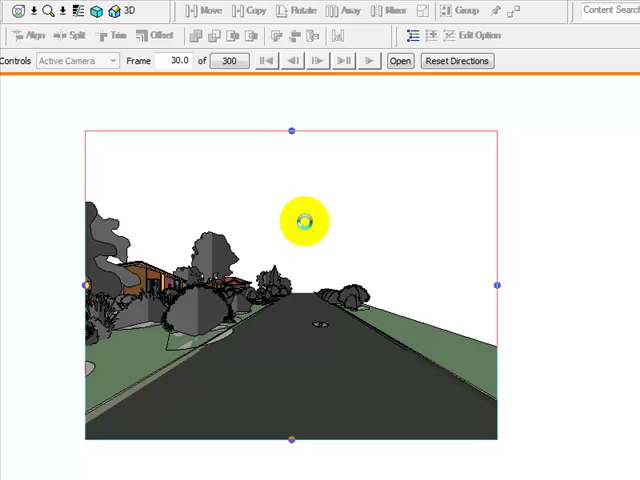 3D Move Copy Rotate Array Mirror Group Content Searc
Align Split Trim Offset Edit Option
Controls Active Camera Frame 30.0 of 300 Open Reset Directions